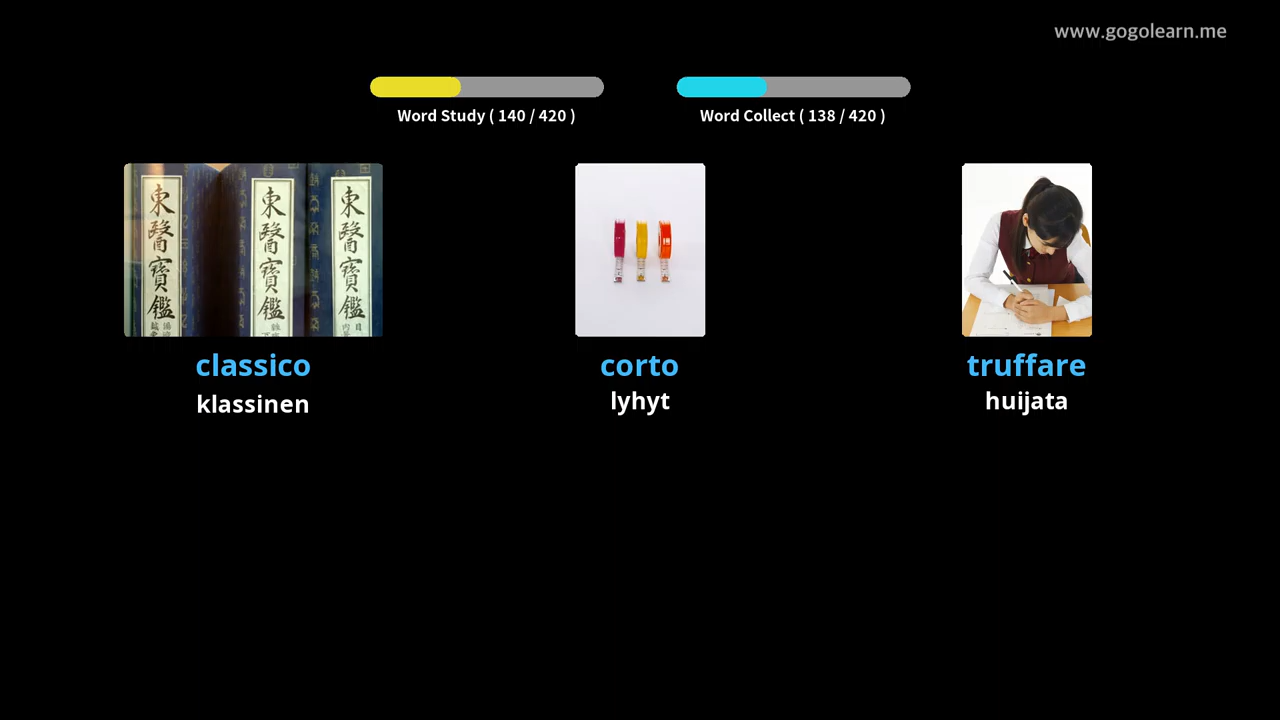 www.gogolearn.me
Word Study ( 140 / 420 )
Word Collect ( 138 / 420 )
東醫寶鑑
東醫寶鑑
東醫寶鑑
classico
corto
truffare
klassinen
lyhyt
huijata